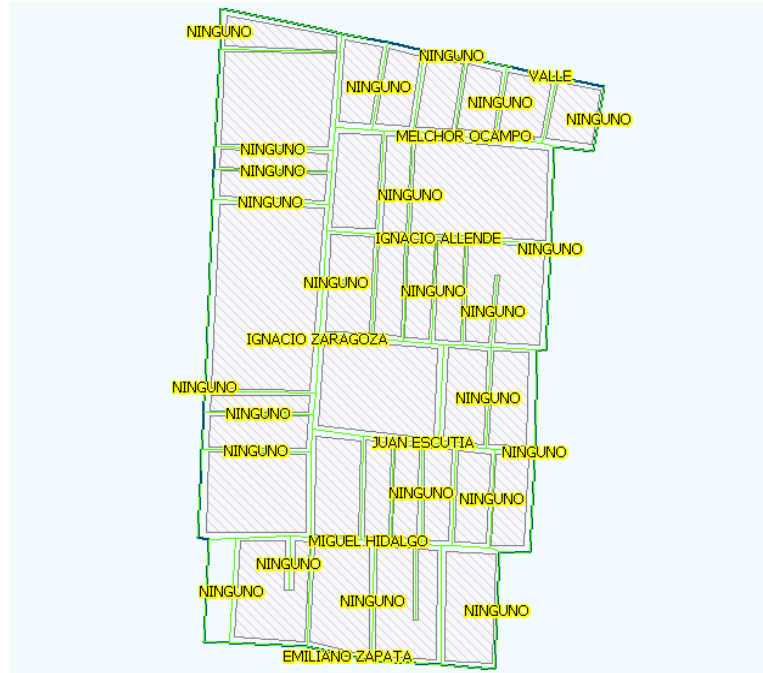 NINGUNO
NINGUNO
VALLE
NINGUNO
NINGUNO
NINGUNO
MELCHOR OCAMPO
NINGUNO
NINGUNO
NINGUNO
NINGUNO
IGNACIO ALLENDE
NINGUNO
NINGUNO
NINGUNO
NINGUNO
IGNACIO ZARAGOZA
NINGUNO
NINGUNO
NINGUNO
JUAN ESCUTIA
NINGUNO
NINGUNO
NINGUNO
NINGUNO
MIGUEL HIDALGO
NINGUNO
NINGUNO
NINGUNO
NINGUNO
EMILIANO ZAPATA